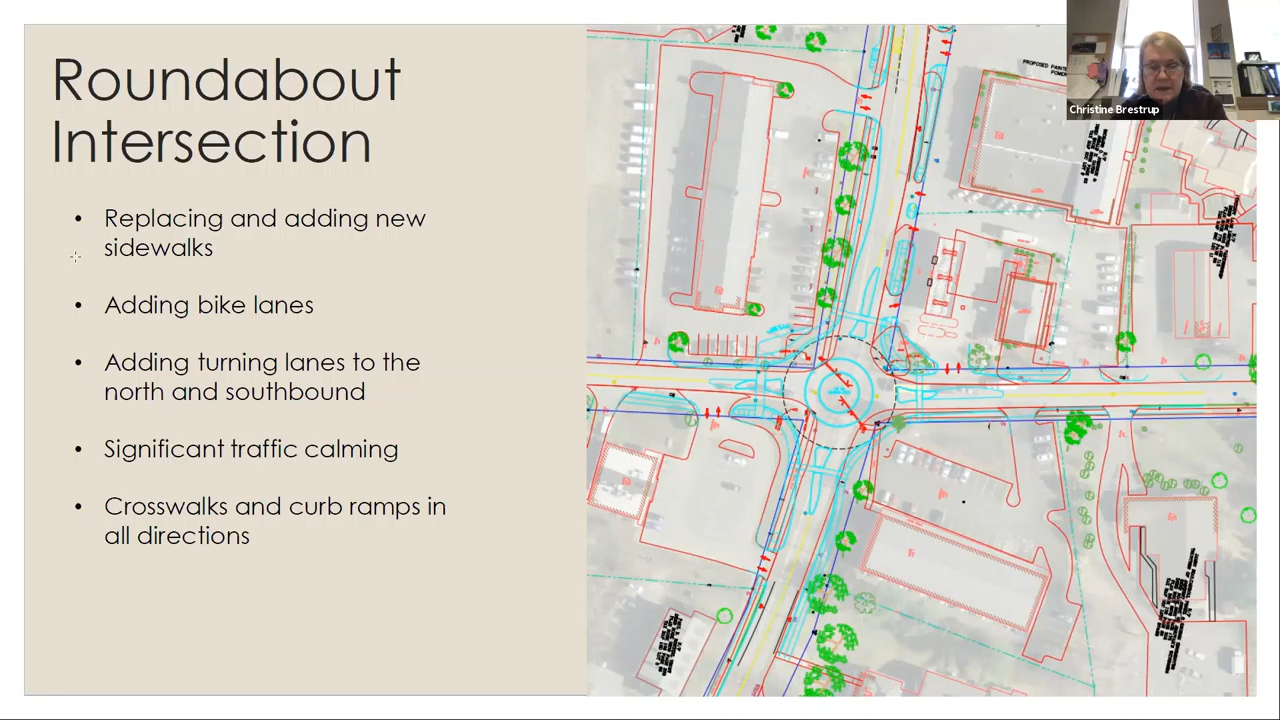 Roundabout
Intersection
• Replacing and adding new
sidewalks
• Adding bike lanes
• Adding turning lanes to the
north and southbound
• Significant traffic calming
• Crosswalks and curb ramps in
all directions
Christine Brestrup